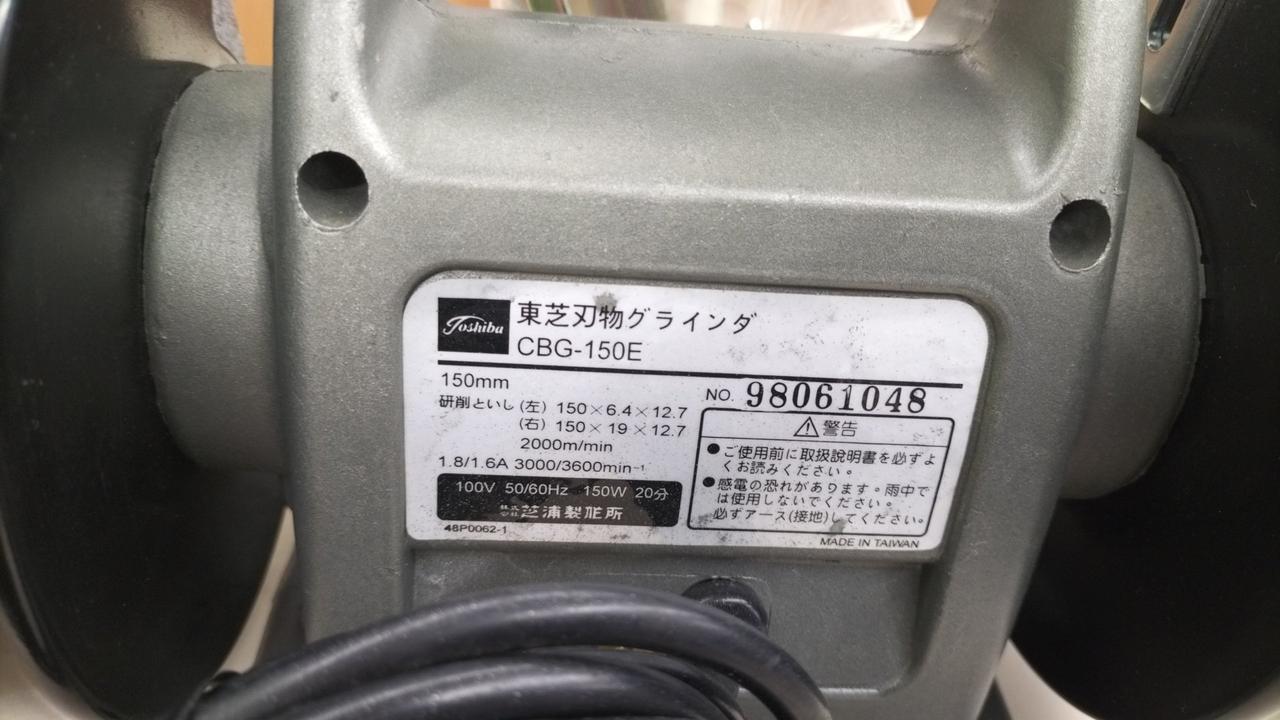 Toshiba
東芝刃物グラインダ
CBG-150E
150mm
研削といし(左) 150×6.4×12.7
(右) 150×19×12.7
2000m/min
1.8/1.6A 3000/3600min⁻¹
100V 50/60Hz 150W 20分
株式会社 芝浦製作所
48P0062-1
NO. 98061048
⚠警告
●ご使用前に取扱説明書を必ずよ
くお読みください。
●感電の恐れがあります。雨中で
は使用しないでください。
必ずアース(接地)してください。
MADE IN TAIWAN